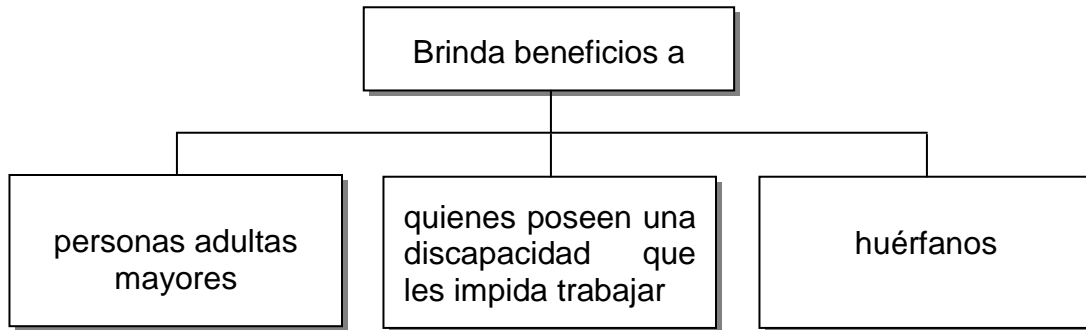 Brinda beneficios a
personas adultas
mayores
quienes poseen una
discapacidad que
les impida trabajar
huérfanos